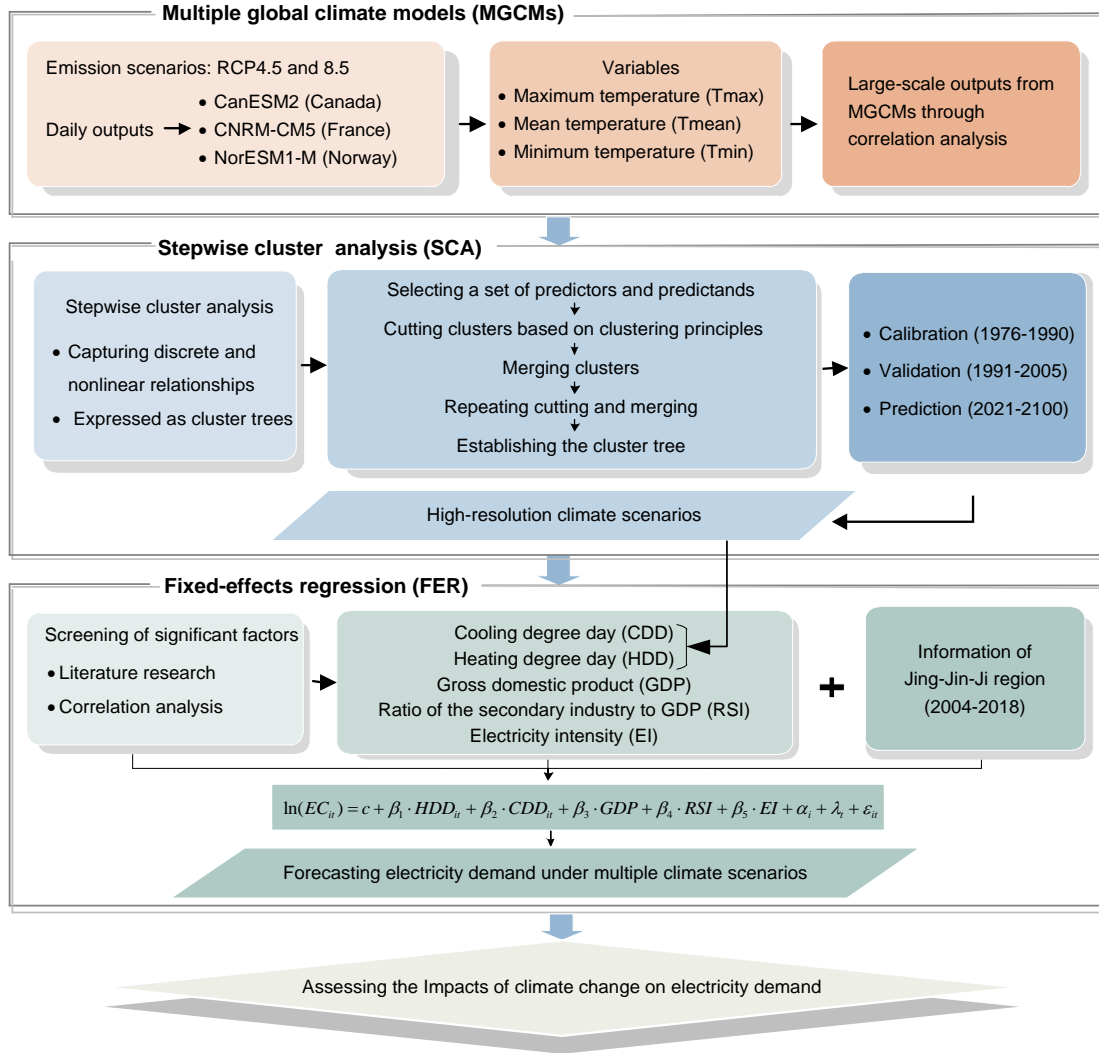 Multiple global climate models (MGCMs)
Emission scenarios: RCP4.5 and 8.5
Daily outputs
• CanESM2 (Canada)
• CNRM-CM5 (France)
• NorESM1-M (Norway)
Variables
• Maximum temperature (Tmax)
• Mean temperature (Tmean)
• Minimum temperature (Tmin)
Large-scale outputs from
MGCMs through
correlation analysis
Stepwise cluster analysis (SCA)
Stepwise cluster analysis
• Capturing discrete and
nonlinear relationships
• Expressed as cluster trees
Selecting a set of predictors and predictands
Cutting clusters based on clustering principles
Merging clusters
Repeating cutting and merging
Establishing the cluster tree
• Calibration (1976-1990)
• Validation (1991-2005)
• Prediction (2021-2100)
High-resolution climate scenarios
Fixed-effects regression (FER)
Screening of significant factors
• Literature research
• Correlation analysis
Cooling degree day (CDD)
Heating degree day (HDD)
Gross domestic product (GDP)
Ratio of the secondary industry to GDP (RSI)
Electricity intensity (EI)
+
Information of
Jing-Jin-Ji region
(2004-2018)
ln(EC_it) = c + β₁ · HDD_it + β₂ · CDD_it + β₃ · GDP + β₄ · RSI + β₅ · EI + α_i + λ_t + ε_it
Forecasting electricity demand under multiple climate scenarios
Assessing the Impacts of climate change on electricity demand